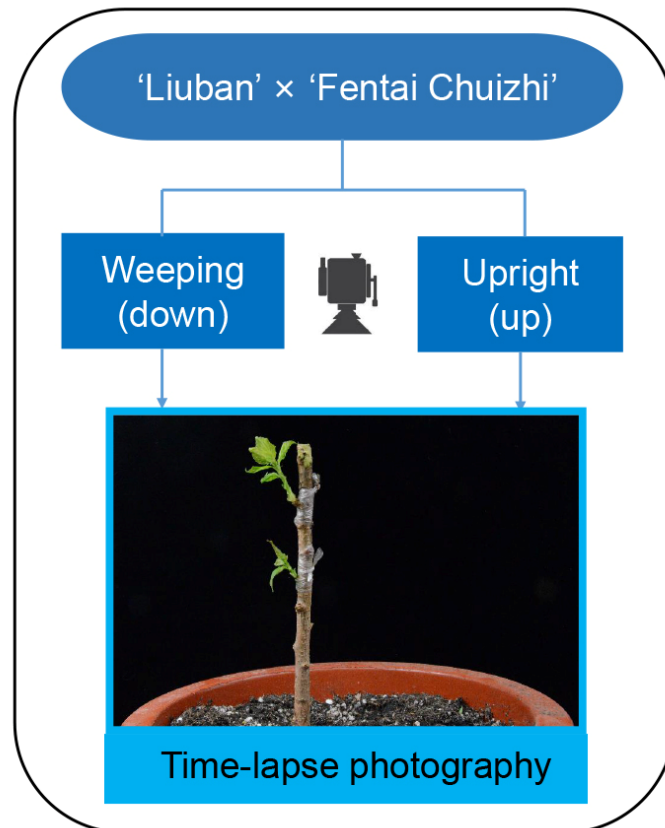 ‘Liuban’ × ‘Fentai Chuizhi’
Weeping
(down)
Upright
(up)
Time-lapse photography